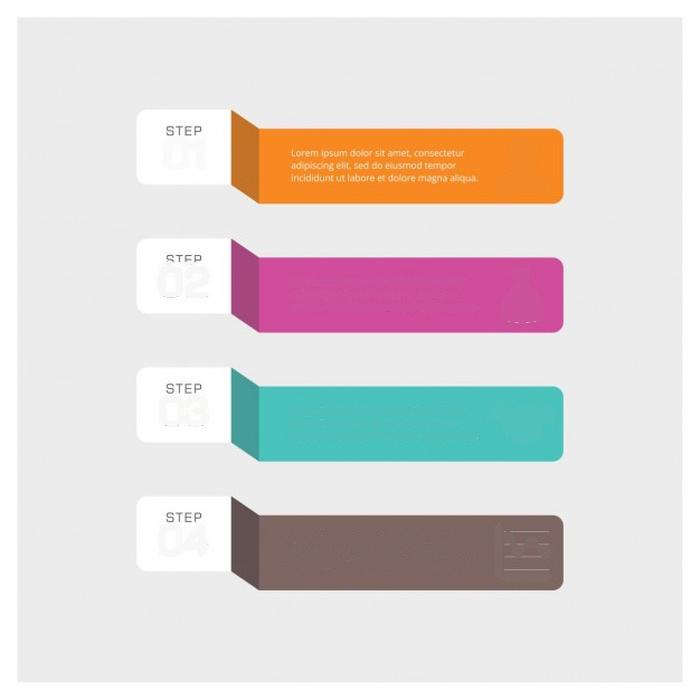 STEP
01
Lorem ipsum dolor sit amet, consectetur
adipiscing elit, sed do eiusmod tempor
incididunt ut labore et dolore magna aliqua.
STEP
02
STEP
03
STEP
04